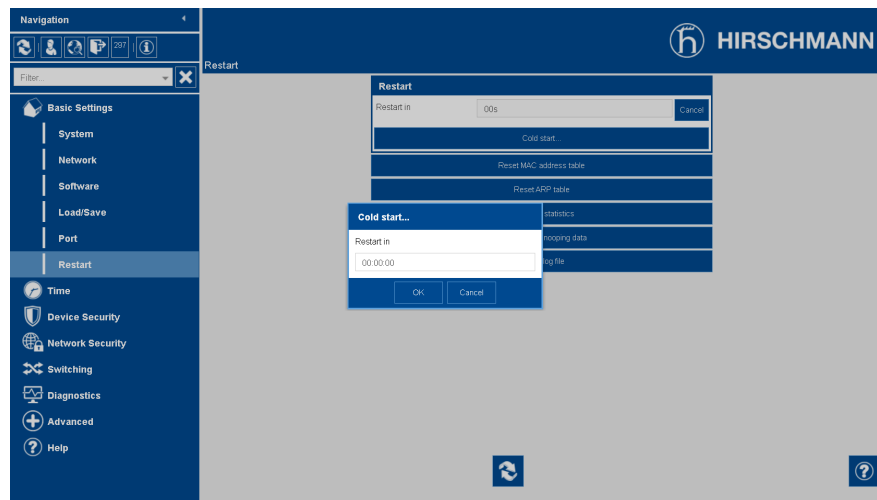 Navigation
297
Filter...
Basic Settings
System
Network
Software
Load/Save
Port
Restart
Time
Device Security
Network Security
Switching
Diagnostics
Advanced
Help
HIRSCHMANN
Restart
Restart
Restart in
00s
Cancel
Cold start...
Reset MAC address table
Reset ARP table
statistics
nooping data
log file
Cold start...
Restart in
00:00:00
OK
Cancel